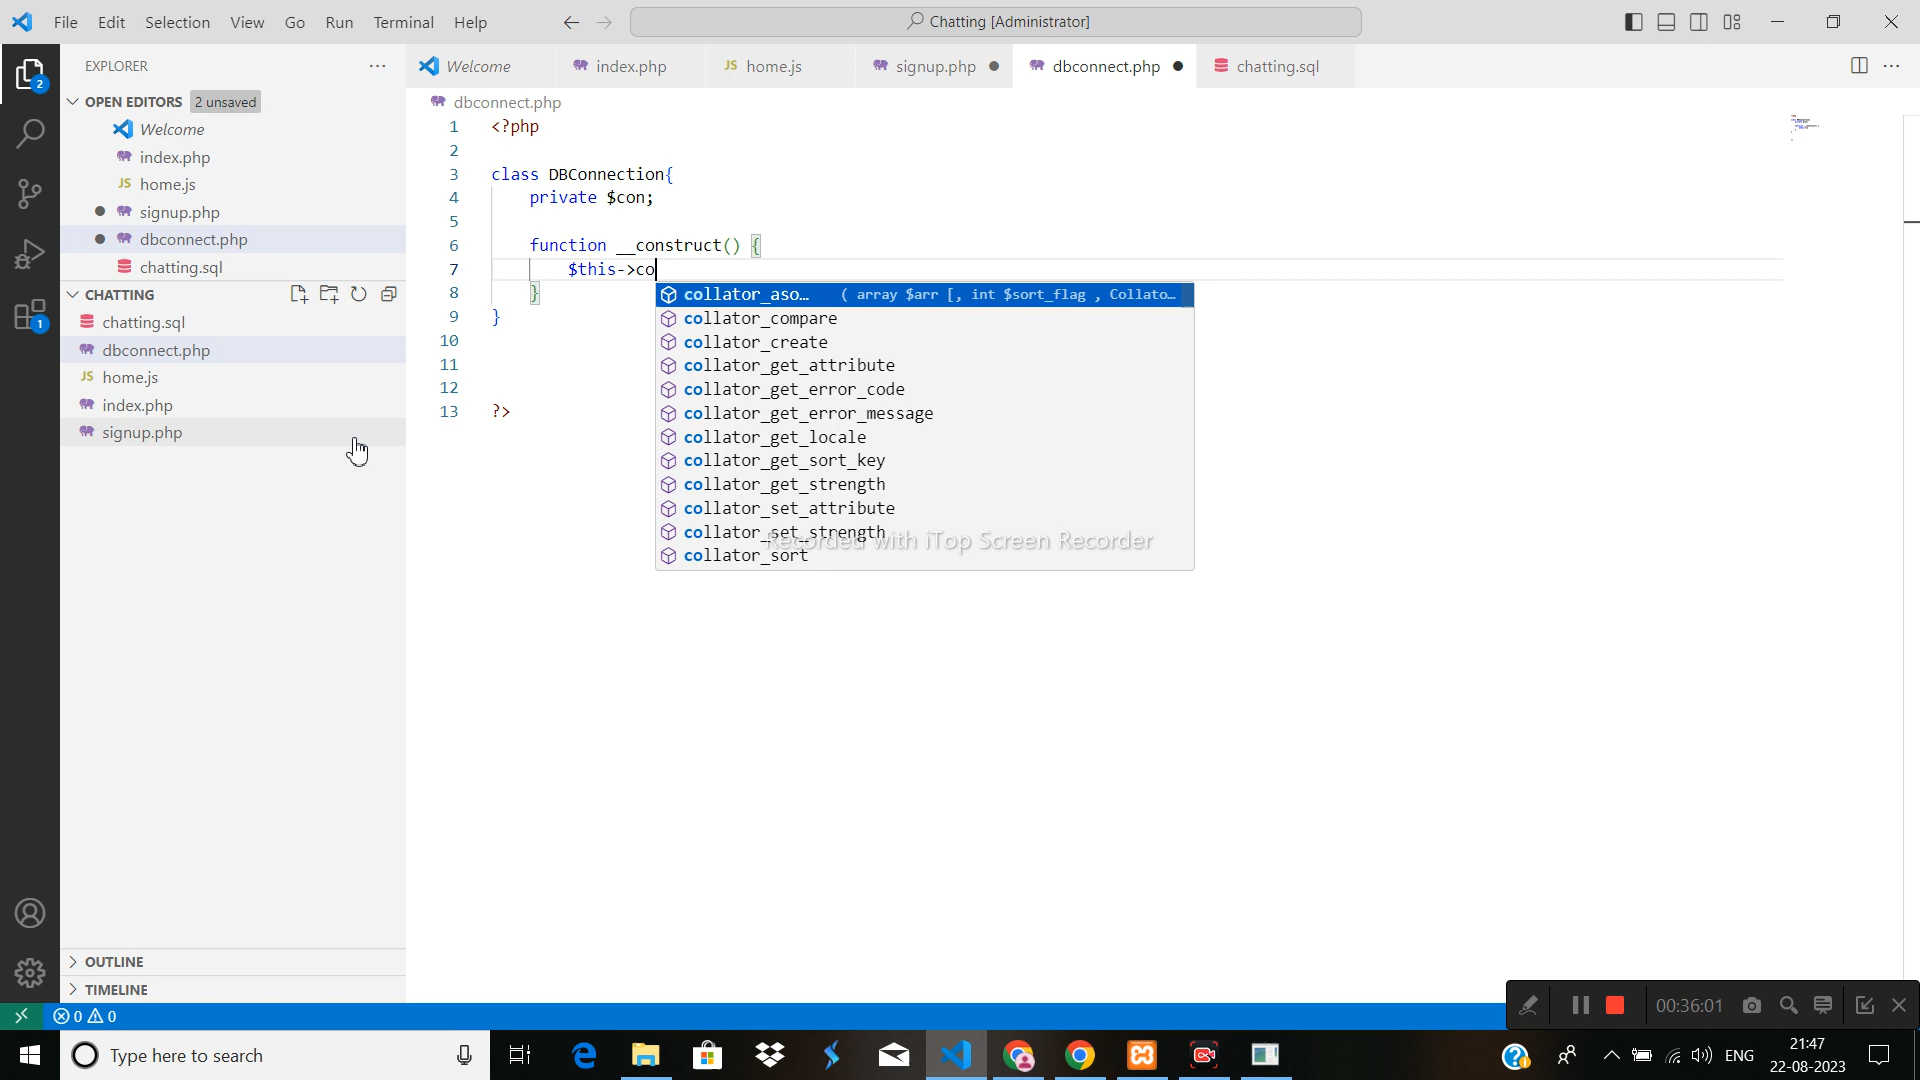 File Edit Selection View Go Run Terminal Help
Chatting [Administrator]
EXPLORER
Welcome
index.php
JS home.js
signup.php
dbconnect.php
chatting.sql
2
OPEN EDITORS 2 unsaved
Welcome
index.php
JS home.js
signup.php
dbconnect.php
chatting.sql
CHATTING
chatting.sql
dbconnect.php
JS home.js
index.php
signup.php
1
OUTLINE
TIMELINE
dbconnect.php
1 <?php
2
3 class DBConnection{
4 private $con;
5
6 function __construct() {
7 $this->co
8 }
9 }
10
11
12
13 ?>
collator_aso… ( array $arr [, int $sort_flag , Collato…
collator_compare
collator_create
collator_get_attribute
collator_get_error_code
collator_get_error_message
collator_get_locale
collator_get_sort_key
collator_get_strength
collator_set_attribute
collator_set_strength
collator_sort
Recorded with iTop Screen Recorder
0 0
00:36:01
Type here to search
ENG
21:47
22-08-2023